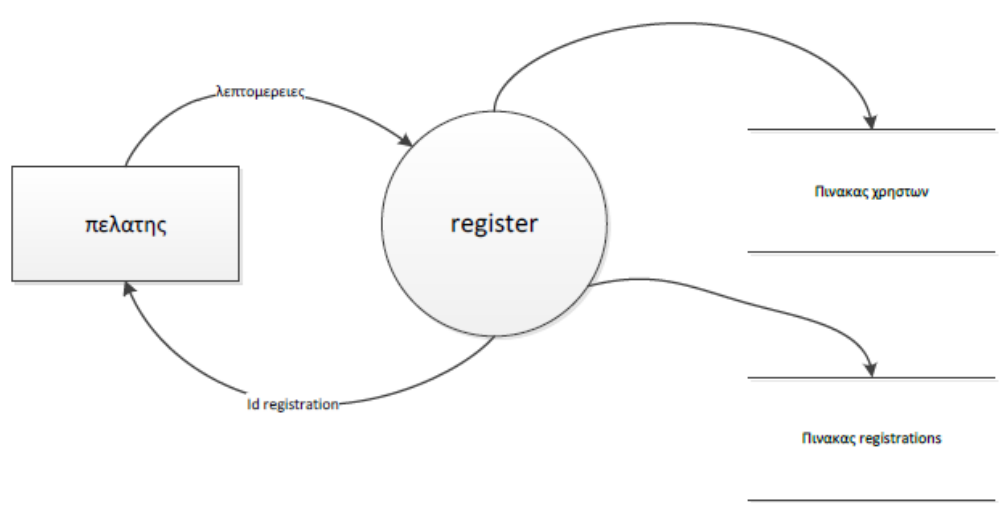 λεπτομερειες
πελατης
register
Πινακας χρηστων
Id registration
Πινακας registrations